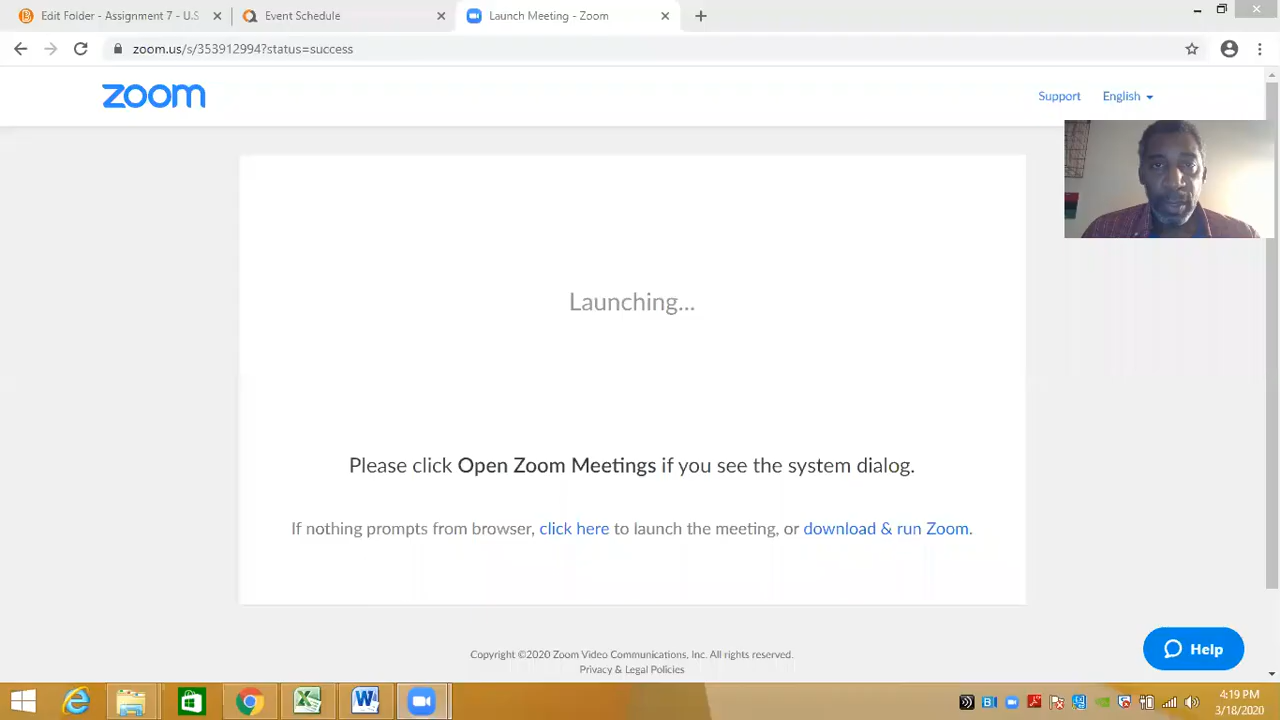 Edit Folder - Assignment 7 - U.S
Event Schedule
Launch Meeting - Zoom
zoom.us/s/353912994?status=success
zoom
Support
English
Launching...
Please click Open Zoom Meetings if you see the system dialog.
If nothing prompts from browser, click here to launch the meeting, or download & run Zoom.
Help
Copyright ©2020 Zoom Video Communications, Inc. All rights reserved.
Privacy & Legal Policies
4:19 PM
3/18/2020